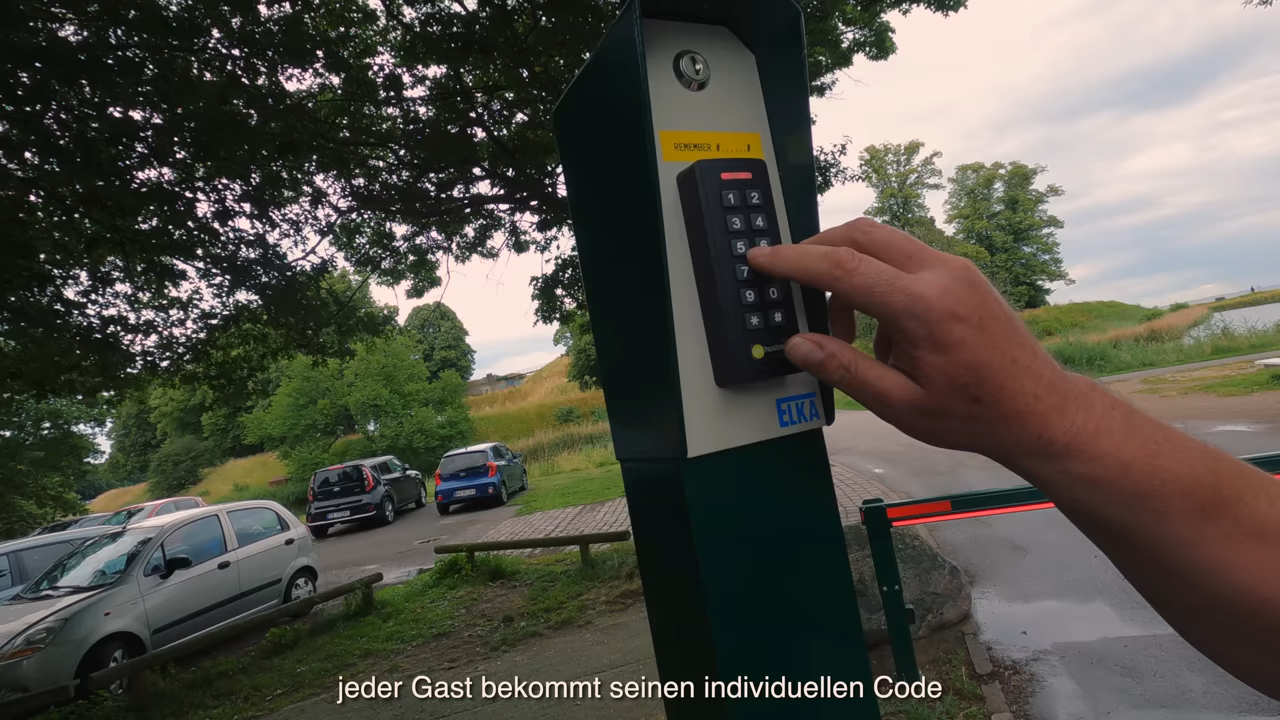 REMEMBER #......#
1 2
3 4
5 6
7
9 0
* #
ELKA
jeder Gast bekommt seinen individuellen Code